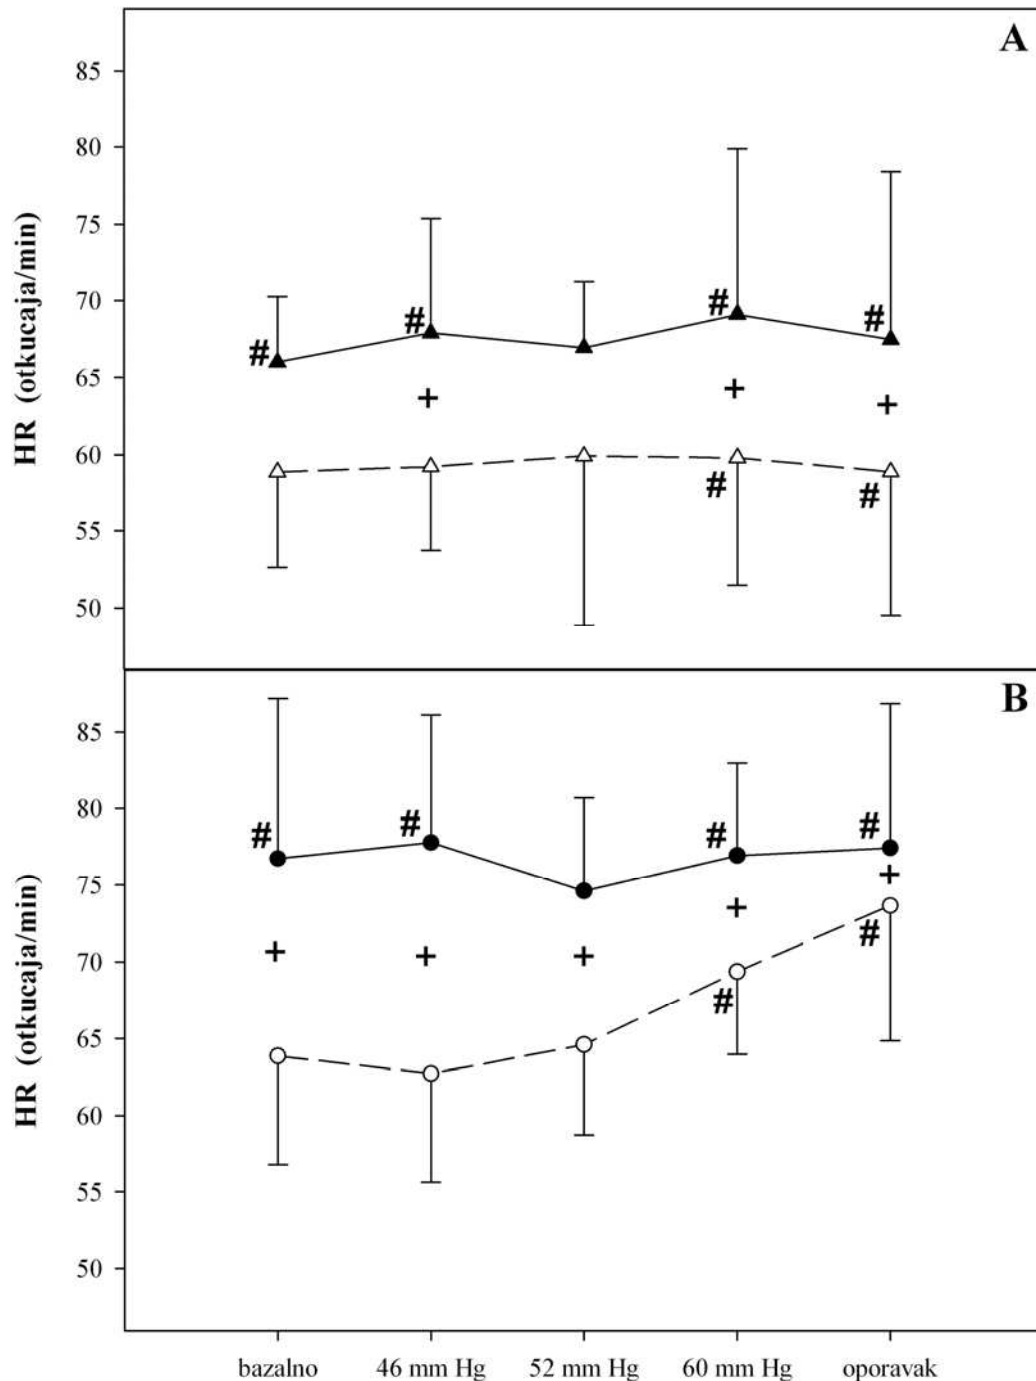 A
85
80
75
70
65
60
55
50
HR (otkucaja/min)
# # # # #
+ + +
# #
B
85
80
75
70
65
60
55
50
HR (otkucaja/min)
# # # #
+ + + + +
# #
bazalno 46 mm Hg 52 mm Hg 60 mm Hg oporavak